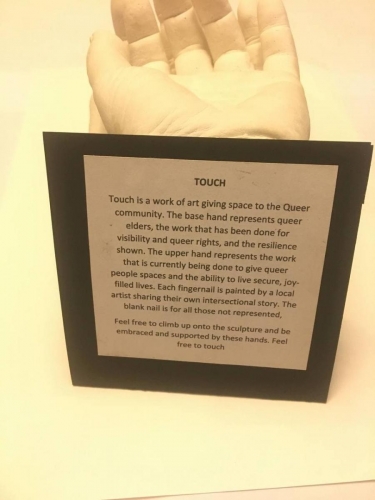 TOUCH
Touch is a work of art giving space to the Queer
community. The base hand represents queer
elders, the work that has been done for
visibility and queer rights, and the resilience
shown. The upper hand represents the work
that is currently being done to give queer
people spaces and the ability to live secure, joy-
filled lives. Each fingernail is painted by a local
artist sharing their own intersectional story. The
blank nail is for all those not represented,
Feel free to climb up onto the sculpture and be
embraced and supported by these hands. Feel
free to touch